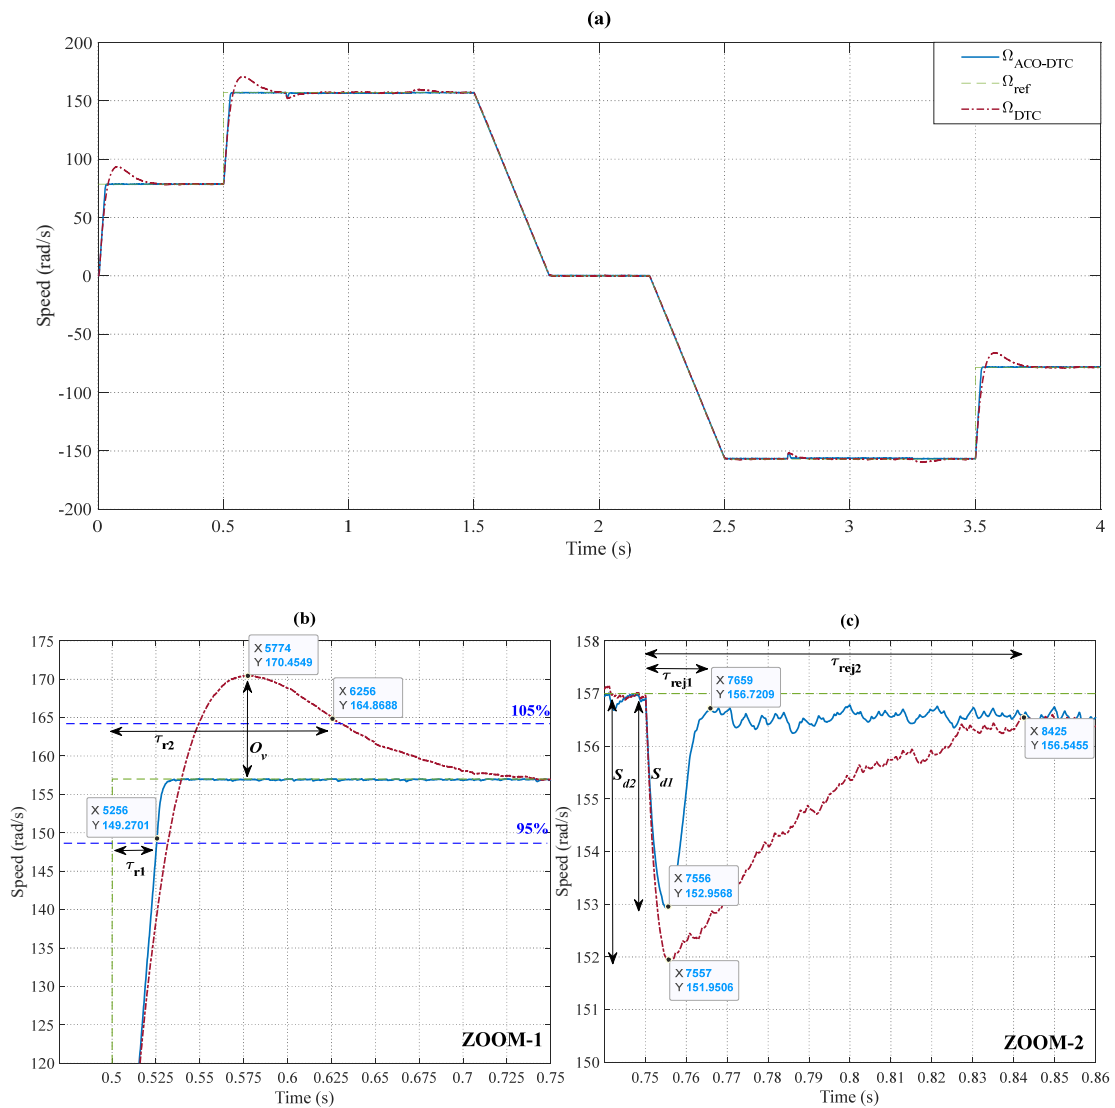 (a)
200
150
100
50
0
-50
-100
-150
-200
Speed (rad/s)
0
0.5
1
1.5
2
2.5
3
3.5
4
Time (s)
Ω ACO-DTC
Ω ref
Ω DTC
(b)
175
170
165
160
155
150
145
140
135
130
125
120
Speed (rad/s)
X 5774
Y 170.4549
X 6256
Y 164.8688
105%
τ r2
O v
X 5256
Y 149.2701
95%
τ r1
ZOOM-1
0.5
0.525
0.55
0.575
0.6
0.625
0.65
0.675
0.7
0.725
0.75
Time (s)
(c)
158
157
156
155
154
153
152
151
150
Speed (rad/s)
τ rej1
τ rej2
X 7659
Y 156.7209
X 8425
Y 156.5455
S d2
S d1
X 7556
Y 152.9568
X 7557
Y 151.9506
ZOOM-2
0.75
0.76
0.77
0.78
0.79
0.8
0.81
0.82
0.83
0.84
0.85
0.86
Time (s)